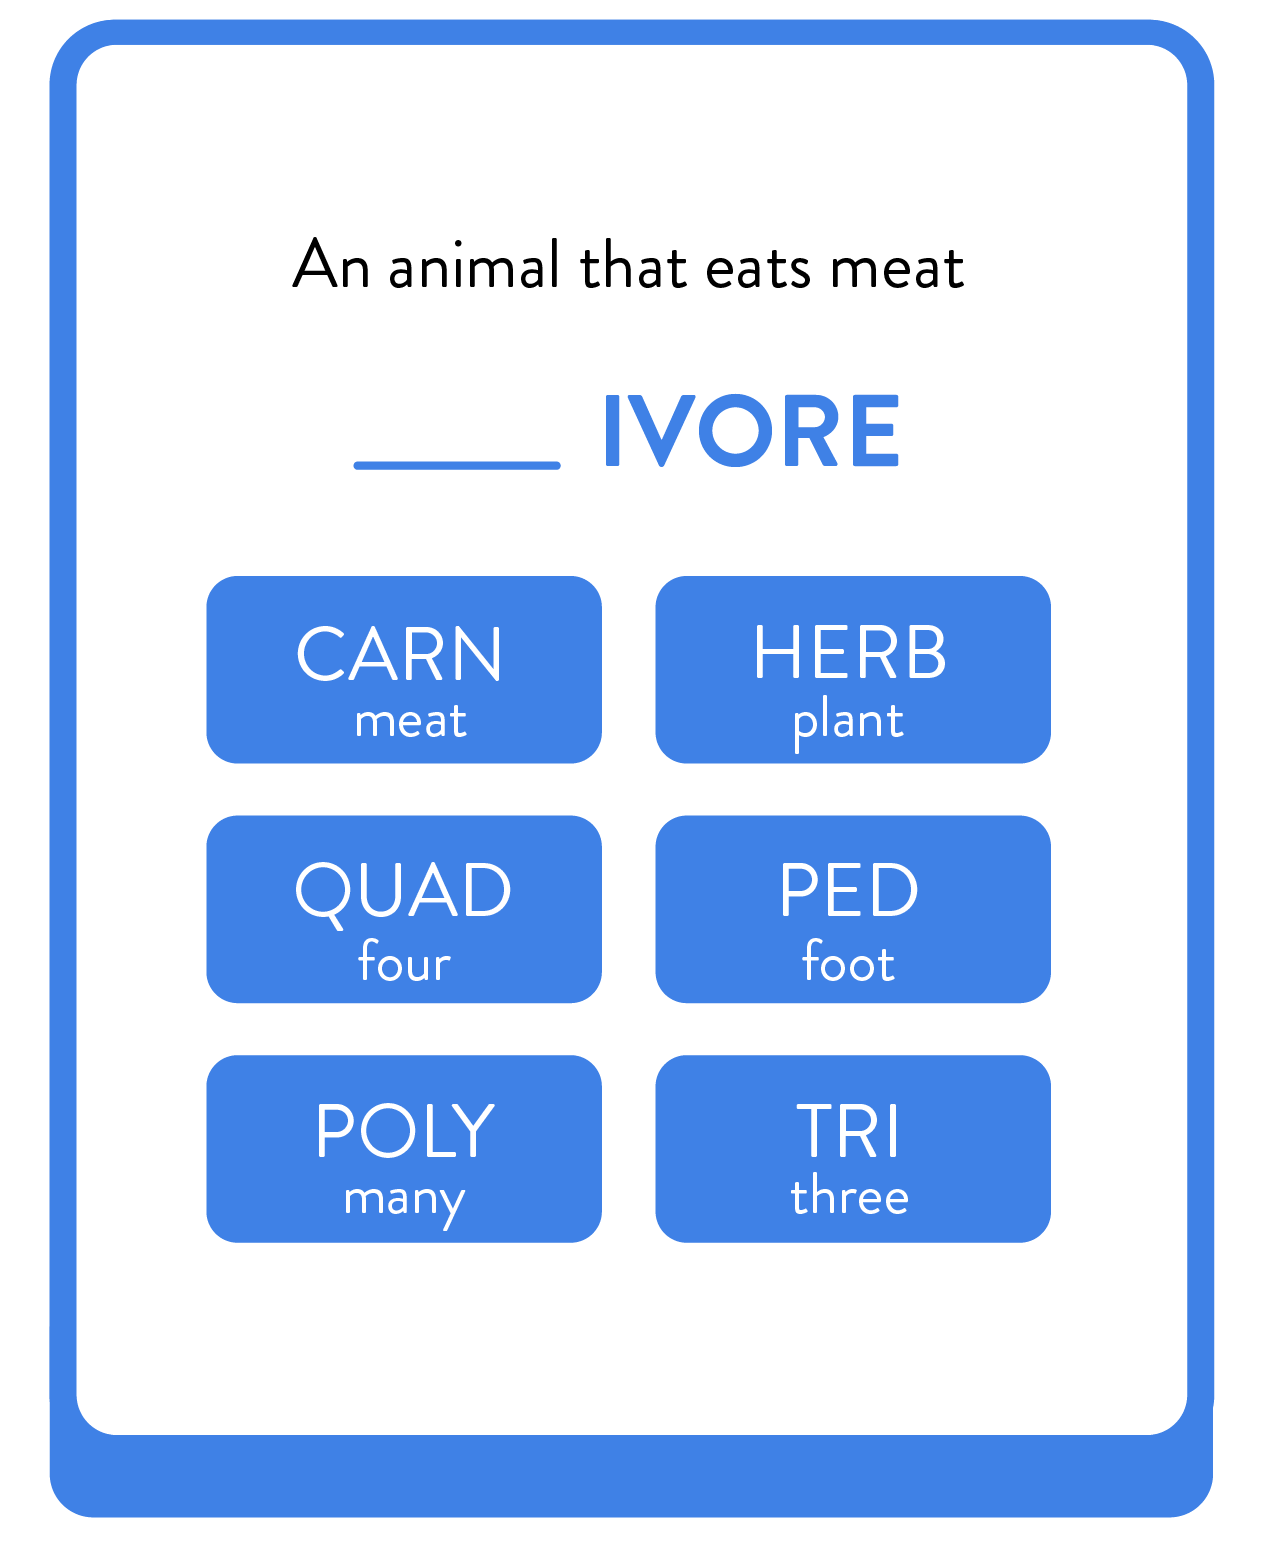 An animal that eats meat
____ IVORE
CARN
meat
HERB
plant
QUAD
four
PED
foot
POLY
many
TRI
three